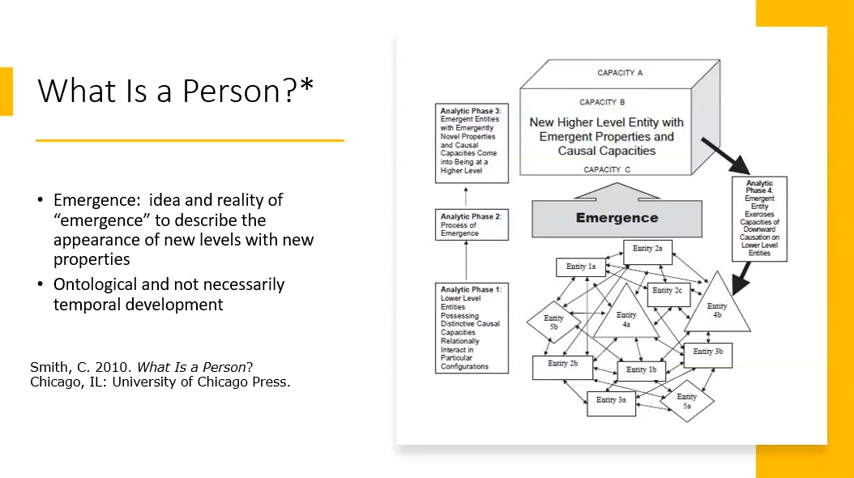 What Is a Person?*
• Emergence: idea and reality of
“emergence” to describe the
appearance of new levels with new
properties
• Ontological and not necessarily
temporal development
Smith, C. 2010. What Is a Person?
Chicago, IL: University of Chicago Press.
Analytic Phase 3:
Emergent Entities
with Emergently
Novel Properties
and Causal
Capacities Come
into Being at a
Higher Level
Analytic Phase 2:
Process of
Emergence
Analytic Phase 1:
Lower Level
Entities
Possessing
Distinctive Causal
Capacities
Relationally
Interact in
Particular
Configurations
CAPACITY A
CAPACITY B
New Higher Level Entity with
Emergent Properties and
Causal Capacities
CAPACITY C
Emergence
Analytic
Phase 4:
Emergent
Entity
Exeroises
Capacities of
Downward
Causation on
Lower Level
Entities
Entity 2a
Entity 1a
Entity 2c
Entity
4b
Entity
5b
Entity
4a
Entity 3b
Entity 2b
Entity 1b
Entity 3a
Entity
5a